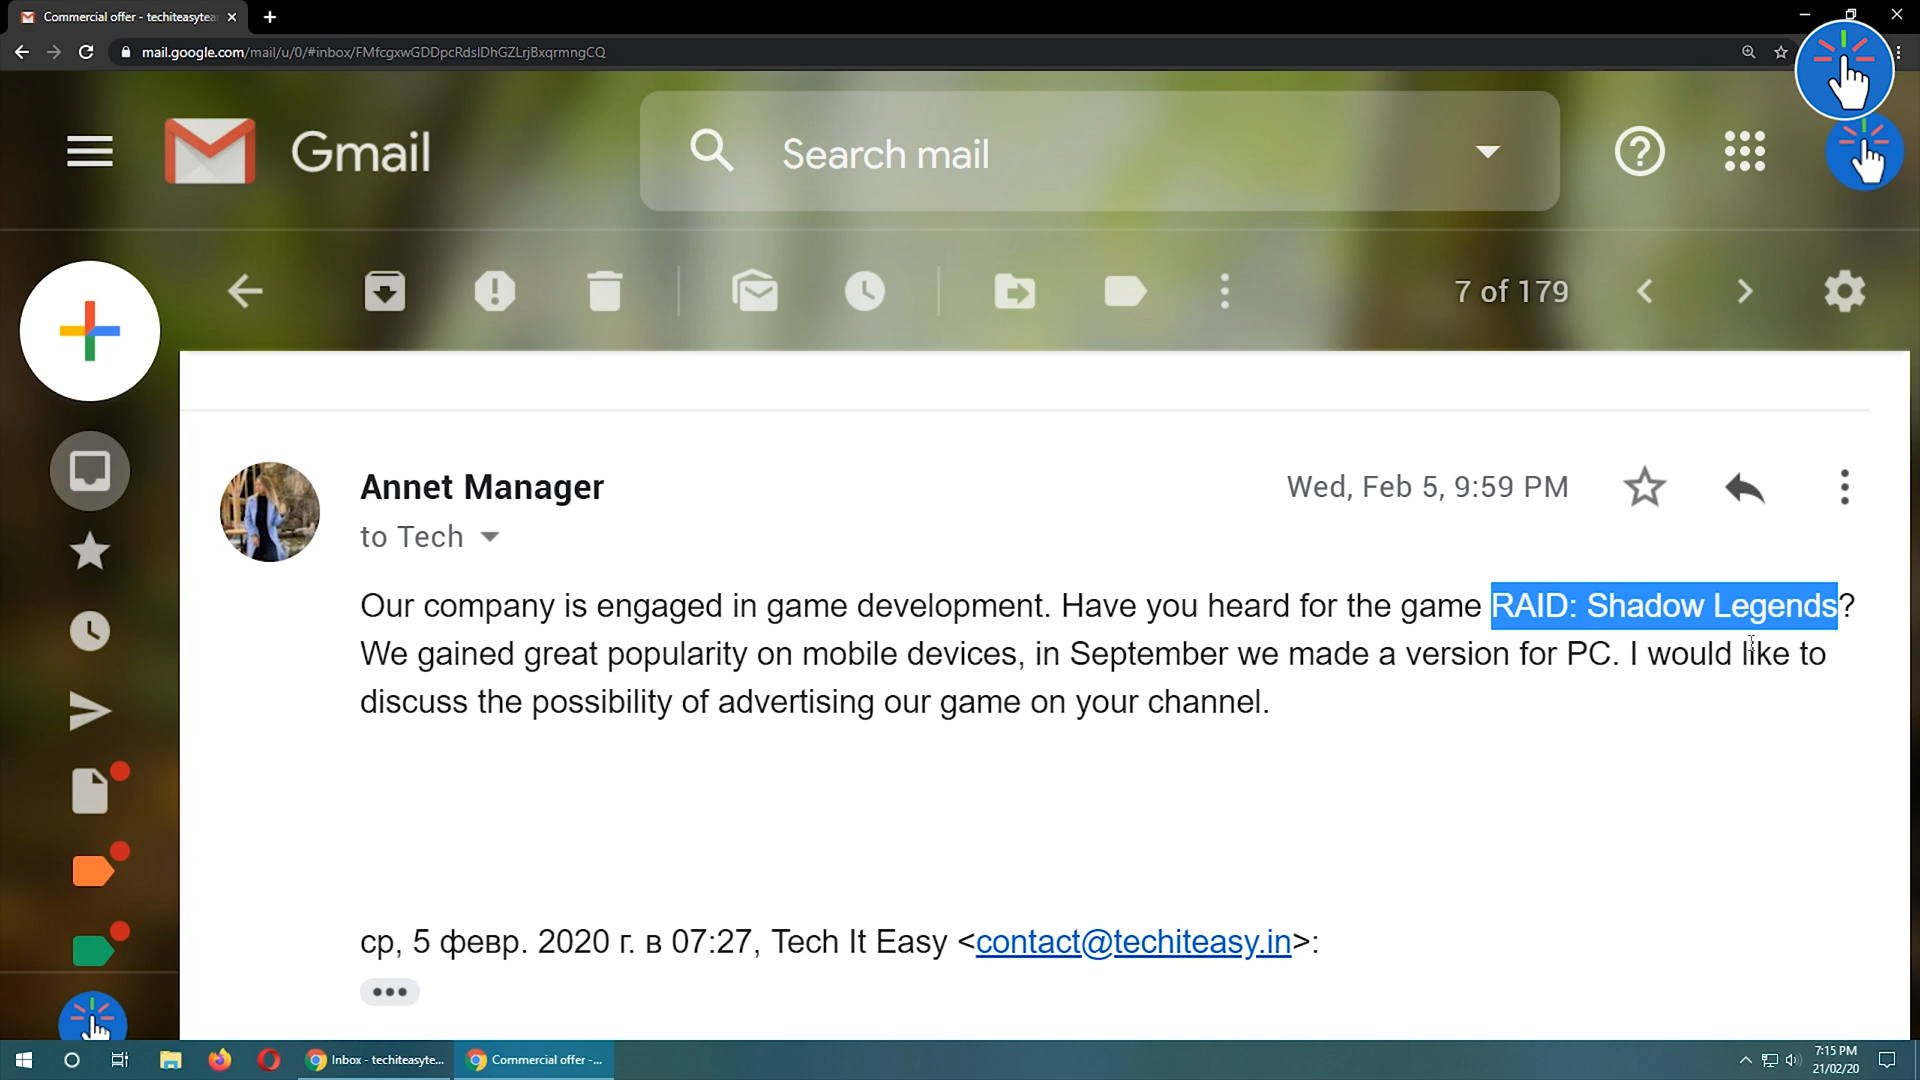 Commercial offer - techiteasytea
mail.google.com/mail/u/0/#inbox/FMfcgxwGDDpcRdslDhGZLrjBxqrmngCQ
Gmail
Search mail
7 of 179
Annet Manager
Wed, Feb 5, 9:59 PM
to Tech
Our company is engaged in game development. Have you heard for the game RAID: Shadow Legends?
We gained great popularity on mobile devices, in September we made a version for PC. I would like to
discuss the possibility of advertising our game on your channel.
ср, 5 февр. 2020 г. в 07:27, Tech It Easy <contact@techiteasy.in>:
Inbox - techiteasyte...
Commercial offer -...
7:15 PM
21/02/20